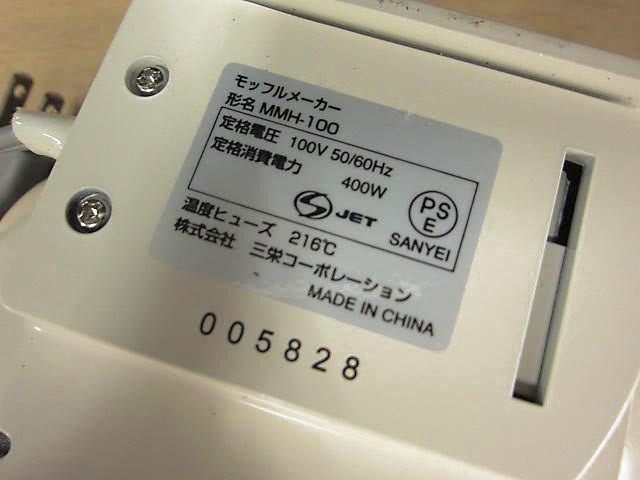 モッフルメーカー
形名 MMH-100
定格電圧 100V 50/60Hz
定格消費電力 400W
S JET PSE SANYEI
温度ヒューズ 216℃
株式会社 三栄コーポレーション
MADE IN CHINA
005828